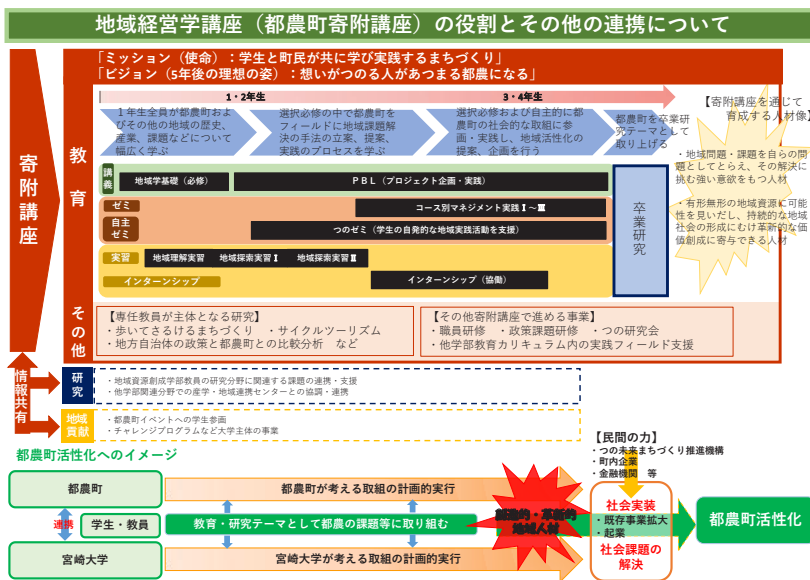 地域経営学講座（都農町寄附講座）の役割とその他の連携について
寄附講座
「ミッション（使命）：学生と町民が共に学び実践するまちづくり」
「ビジョン（5年後の理想の姿）：想いがつのる人があつまる都農になる」
教育
1・2年生
3・4年生
１年生全員が都農町およ
びその他の地域の歴史、
産業、課題などについて
幅広く学ぶ
選択必修の中で都農町を
フィールドに地域課題解
決の手法の立案、提案、
実践のプロセスを学ぶ
選択必修および自主的に都
農町の社会的な取組に参
画・実践し、地域活性化の
提案、企画を行う
都農町を卒業研
究テーマとして
取り上げる
講義
地域学基礎（必修）
ＰＢＬ（プロジェクト企画・実践）
ゼミ
コース別マネジメント実践Ⅰ～Ⅲ
自主
ゼミ
つのゼミ（学生の自発的な地域実践活動を支援）
実習
地域理解実習
地域探索実習Ⅰ
地域探索実習Ⅱ
インターンシップ
インターンシップ（協働）
卒業研究
【寄附講座を通じて
育成する人材像】
・地域問題・課題を自らの問
題としてとらえ、その解決に
挑む強い意欲をもつ人材
・有形無形の地域資源に可能
性を見いだし、持続的な地域
社会の形成にむけ革新的な価
値創成に寄与できる人材
その他
【専任教員が主体となる研究】
・歩いてさるけるまちづくり　・サイクルツーリズム
・地方自治体の政策と都農町との比較分析　など
【その他寄附講座で進める事業】
・職員研修　・政策課題研修　・つの研究会
・他学部教育カリキュラム内の実践フィールド支援
情報共有
研究
・地域資源創成学部教員の研究分野に関連する課題の連携・支援
・他学部関連分野での産学・地域連携センターとの協調・連携
地域
貢献
・都農町イベントへの学生参画
・チャレンジプログラムなど大学主体の事業
都農町活性化へのイメージ
【民間の力】
・つの未来まちづくり推進機構
・町内企業
・金融機関　等
都農町
都農町が考える取組の計画的実行
連携
学生・教員
教育・研究テーマとして都農の課題等に取り組む
創造的・革新的
地域人材
社会実装
・既存事業拡大
・起業
社会課題の
解決
都農町活性化
宮崎大学
宮崎大学が考える取組の計画的実行